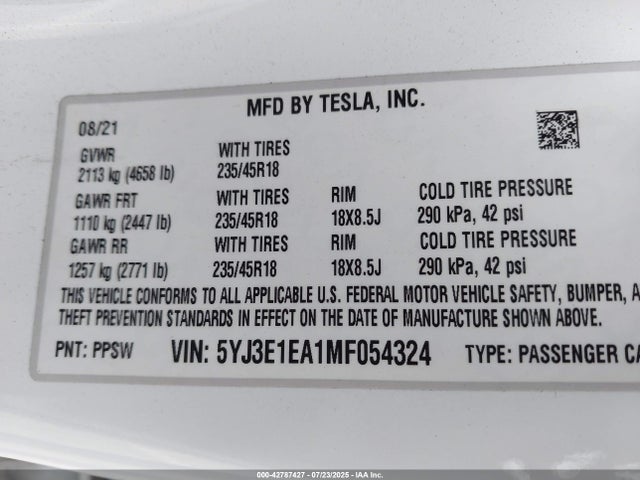 MFD BY TESLA, INC.
08/21
GVWR WITH TIRES
2113 kg (4658 lb) 235/45R18
GAWR FRT WITH TIRES RIM COLD TIRE PRESSURE
1110 kg (2447 lb) 235/45R18 18X8.5J 290 kPa, 42 psi
GAWR RR WITH TIRES RIM COLD TIRE PRESSURE
1257 kg (2771 lb) 235/45R18 18X8.5J 290 kPa, 42 psi
THIS VEHICLE CONFORMS TO ALL APPLICABLE U.S. FEDERAL MOTOR VEHICLE SAFETY, BUMPER, A
THEFT PREVENTION STANDARDS IN EFFECT ON THE DATE OF MANUFACTURE SHOWN ABOVE.
PNT: PPSW VIN: 5YJ3E1EA1MF054324 TYPE: PASSENGER CA
000-42787427 - 07/23/2025 - IAA Inc.